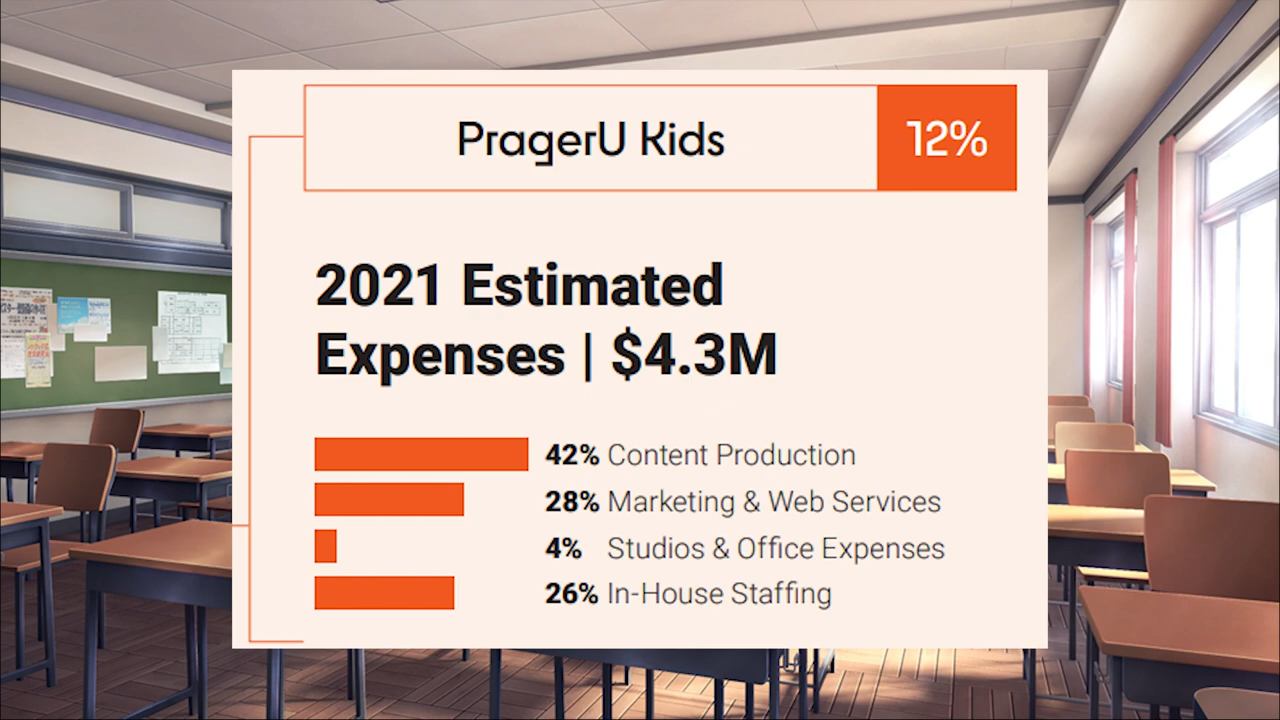 PragerU Kids 12%
2021 Estimated
Expenses | $4.3M
42% Content Production
28% Marketing & Web Services
4% Studios & Office Expenses
26% In-House Staffing